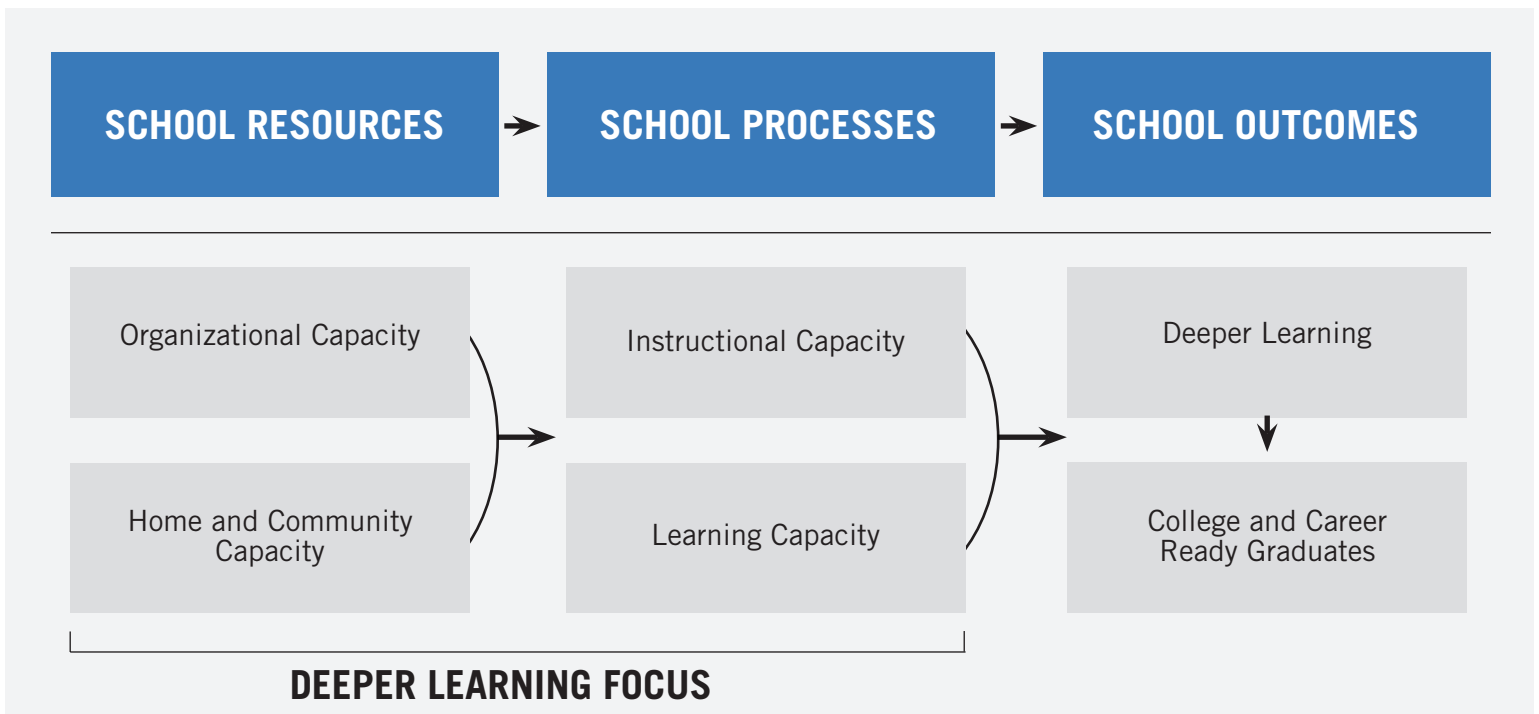 SCHOOL RESOURCES
SCHOOL PROCESSES
SCHOOL OUTCOMES
Organizational Capacity
Instructional Capacity
Deeper Learning
Home and Community
Capacity
Learning Capacity
College and Career
Ready Graduates
DEEPER LEARNING FOCUS